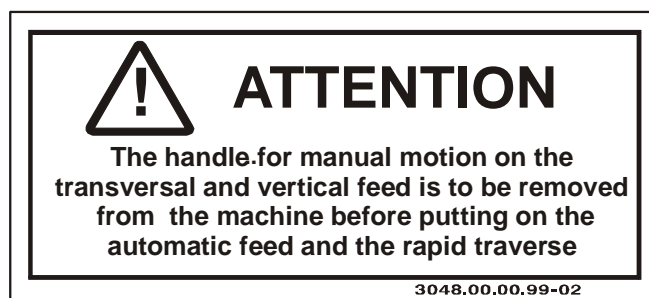 ATTENTION
The handle for manual motion on the
transversal and vertical feed is to be removed
from the machine before putting on the
automatic feed and the rapid traverse
3048.00.00.99-02